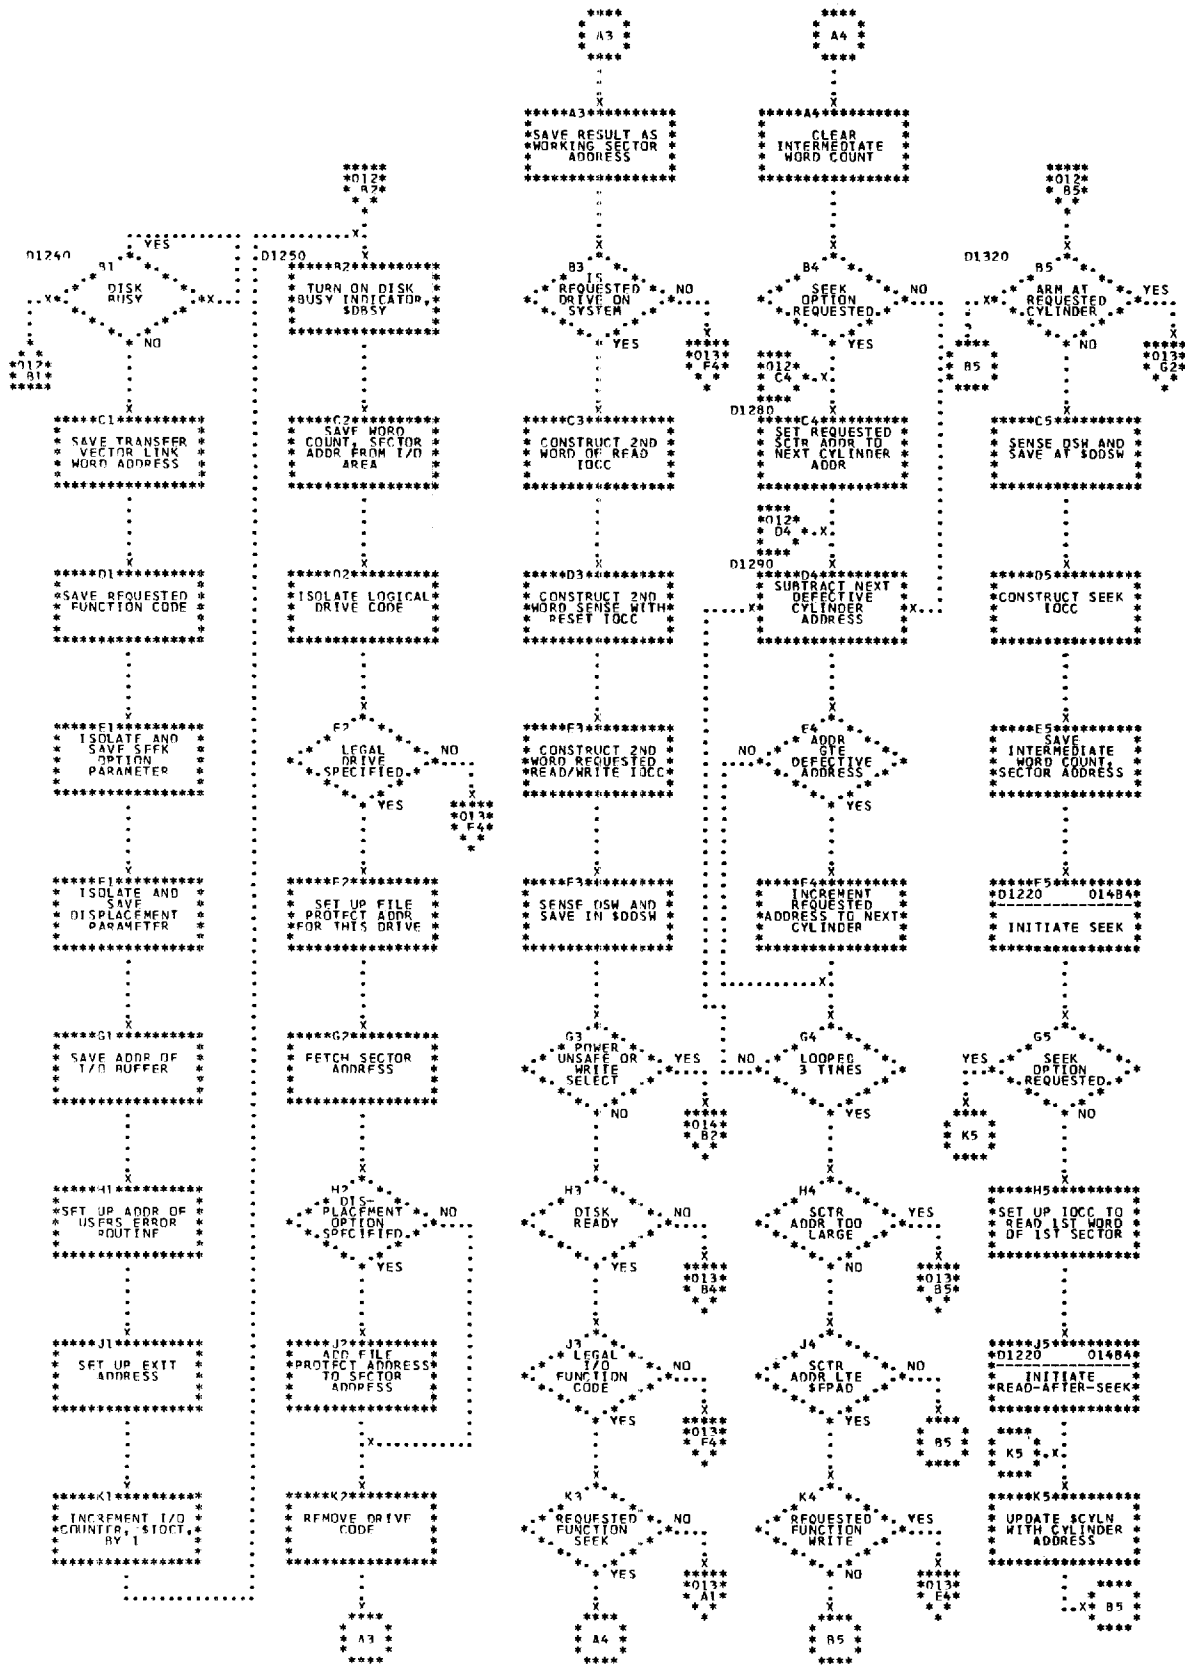 A3
A4
A3
SAVE RESULT AS
WORKING SECTOR
ADDRESS
A4
CLEAR
INTERMEDIATE
WORD COUNT
012
B2
012
B5
D1240
YES
B1
DISK
BUSY
NO
012
B1
D1250
B2
TURN ON DISK
BUSY INDICATOR,
$DBSY
B3
IS
REQUESTED
DRIVE ON
SYSTEM
NO
YES
013
E4
B4
SEEK
OPTION
REQUESTED
NO
YES
012
C4
D1320
B5
ARM AT
REQUESTED
CYLINDER
YES
NO
B5
013
G2
C1
SAVE TRANSFER
VECTOR LINK
WORD ADDRESS
C2
SAVE WORD
COUNT, SECTOR
ADDR FROM I/O
AREA
C3
CONSTRUCT 2ND
WORD OF READ
IOCC
D1280
C4
SET REQUESTED
SCTR ADDR TO
NEXT CYLINDER
ADDR
C5
SENSE DSW AND
SAVE AT $DDSW
012
D4
D1
SAVE REQUESTED
FUNCTION CODE
D2
ISOLATE LOGICAL
DRIVE CODE
D3
CONSTRUCT 2ND
WORD SENSE WITH
RESET IOCC
D1290
D4
SUBTRACT NEXT
DEFECTIVE
CYLINDER
ADDRESS
D5
CONSTRUCT SEEK
IOCC
E1
ISOLATE AND
SAVE SEEK
OPTION
PARAMETER
E2
LEGAL
DRIVE
SPECIFIED
NO
YES
013
E4
E3
CONSTRUCT 2ND
WORD REQUESTED
READ/WRITE IOCC
E4
ADDR
GTE
DEFECTIVE
ADDRESS
NO
YES
E5
SAVE
INTERMEDIATE
WORD COUNT,
SECTOR ADDRESS
F1
ISOLATE AND
SAVE
DISPLACEMENT
PARAMETER
F2
SET UP FILE
PROTECT ADDR
FOR THIS DRIVE
F3
SENSE DSW AND
SAVE IN $DDSW
F4
INCREMENT
REQUESTED
ADDRESS TO NEXT
CYLINDER
F5
D1220 014B4
INITIATE SEEK
G1
SAVE ADDR OF
I/O BUFFER
G2
FETCH SECTOR
ADDRESS
G3
POWER
UNSAFE OR
WRITE
SELECT
YES
NO
014
B2
G4
LOOPED
3 TIMES
NO
YES
G5
SEEK
OPTION
REQUESTED
YES
NO
K5
H1
SET UP ADDR OF
USERS ERROR
ROUTINE
H2
DIS-
PLACEMENT
OPTION
SPECIFIED
NO
YES
H3
DISK
READY
NO
YES
013
B4
H4
SCTR
ADDR TOO
LARGE
YES
NO
013
B5
H5
SET UP IOCC TO
READ 1ST WORD
OF 1ST SECTOR
J1
SET UP EXIT
ADDRESS
J2
ADD FILE
PROTECT ADDRESS
TO SECTOR
ADDRESS
J3
LEGAL
I/O
FUNCTION
CODE
NO
YES
013
E4
J4
SCTR
ADDR LTE
$FPAD
NO
YES
B5
J5
D1220 014B4
INITIATE
READ-AFTER-SEEK
K5
K1
INCREMENT I/O
COUNTER, $IOCT,
BY 1
K2
REMOVE DRIVE
CODE
K3
REQUESTED
FUNCTION
SEEK
NO
YES
013
A1
K4
REQUESTED
FUNCTION
WRITE
YES
NO
013
E4
K5
UPDATE $CYLN
WITH CYLINDER
ADDRESS
B5
A3
A4
B5